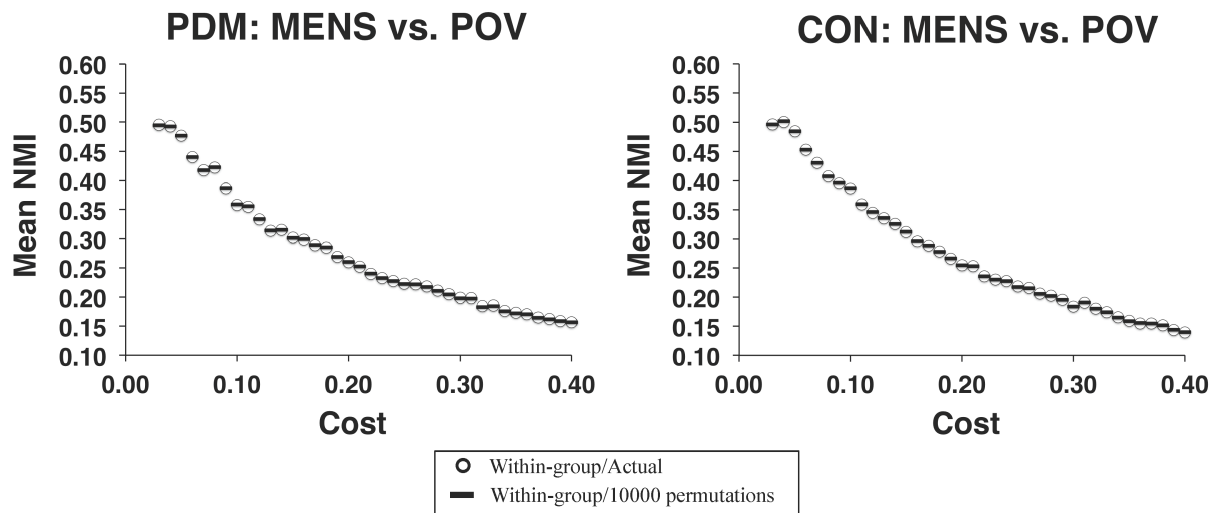 PDM: MENS vs. POV
0.60
0.55
0.50
0.45
0.40
0.35
0.30
0.25
0.20
0.15
0.10
Mean NMI
0.00 0.10 0.20 0.30 0.40
Cost
CON: MENS vs. POV
0.60
0.55
0.50
0.45
0.40
0.35
0.30
0.25
0.20
0.15
0.10
Mean NMI
0.00 0.10 0.20 0.30 0.40
Cost
Within-group/Actual
Within-group/10000 permutations